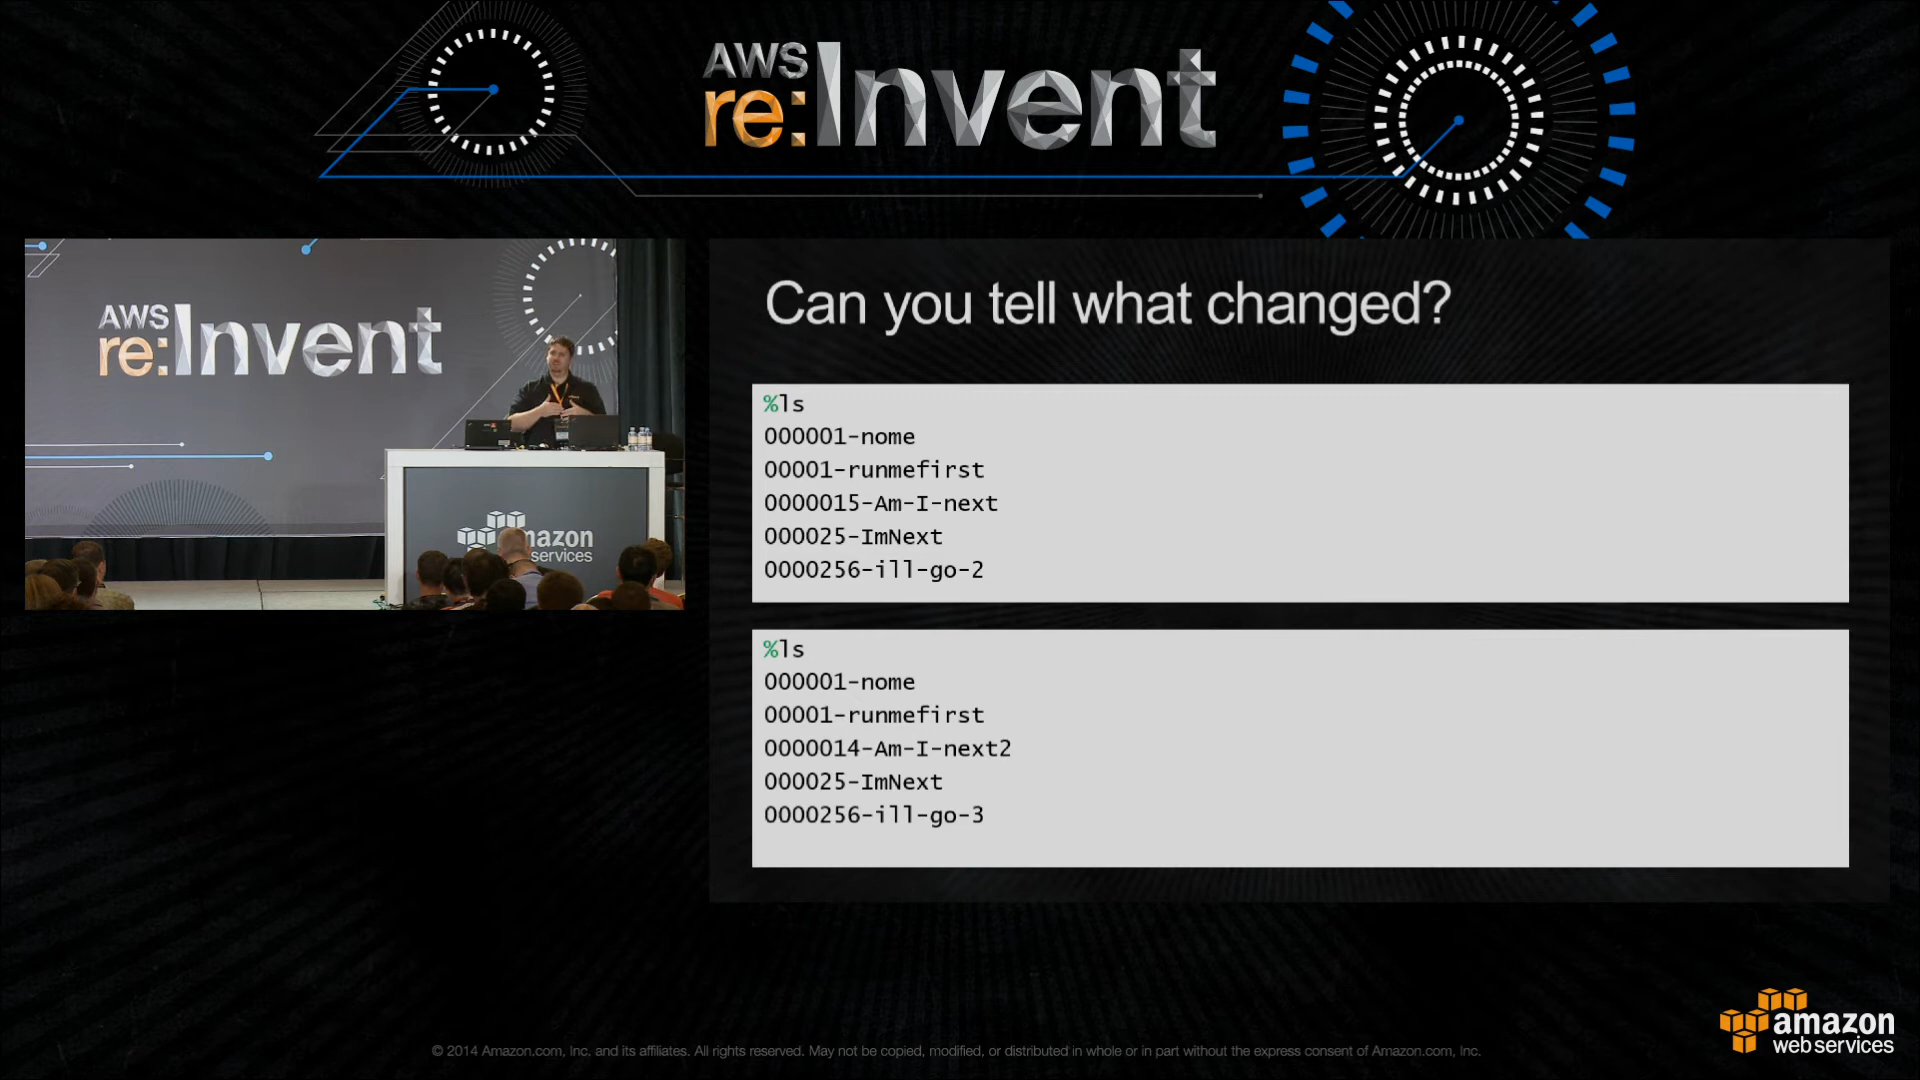 AWS
re:Invent
AWS
re:Invent
amazon
services
Can you tell what changed?
%ls
000001-nome
00001-runmefirst
0000015-Am-I-next
000025-ImNext
0000256-ill-go-2
%ls
000001-nome
00001-runmefirst
0000014-Am-I-next2
000025-ImNext
0000256-ill-go-3
amazon
webservices
© 2014 Amazon.com, Inc. and its affiliates. All rights reserved. May not be copied, modified, or distributed in whole or in part without the express consent of Amazon.com, Inc.